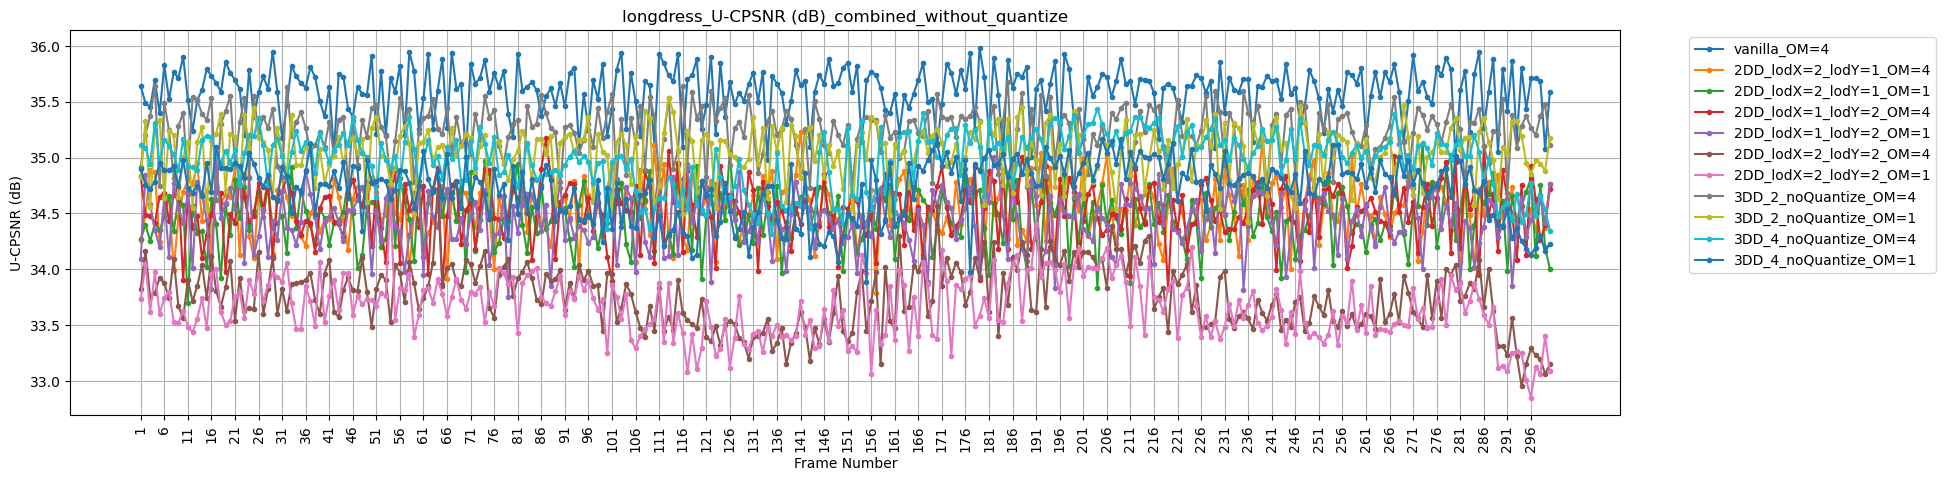 longdress_U-CPSNR (dB)_combined_without_quantize
U-CPSNR (dB)
36.0
35.5
35.0
34.5
34.0
33.5
33.0
1 6 11 16 21 26 31 36 41 46 51 56 61 66 71 76 81 86 91 96 101 106 111 116 121 126 131 136 141 146 151 156 161 166 171 176 181 186 191 196 201 206 211 216 221 226 231 236 241 246 251 256 261 266 271 276 281 286 291 296
Frame Number
vanilla_OM=4
2DD_lodX=2_lodY=1_OM=4
2DD_lodX=2_lodY=1_OM=1
2DD_lodX=1_lodY=2_OM=4
2DD_lodX=1_lodY=2_OM=1
2DD_lodX=2_lodY=2_OM=4
2DD_lodX=2_lodY=2_OM=1
3DD_2_noQuantize_OM=4
3DD_2_noQuantize_OM=1
3DD_4_noQuantize_OM=4
3DD_4_noQuantize_OM=1